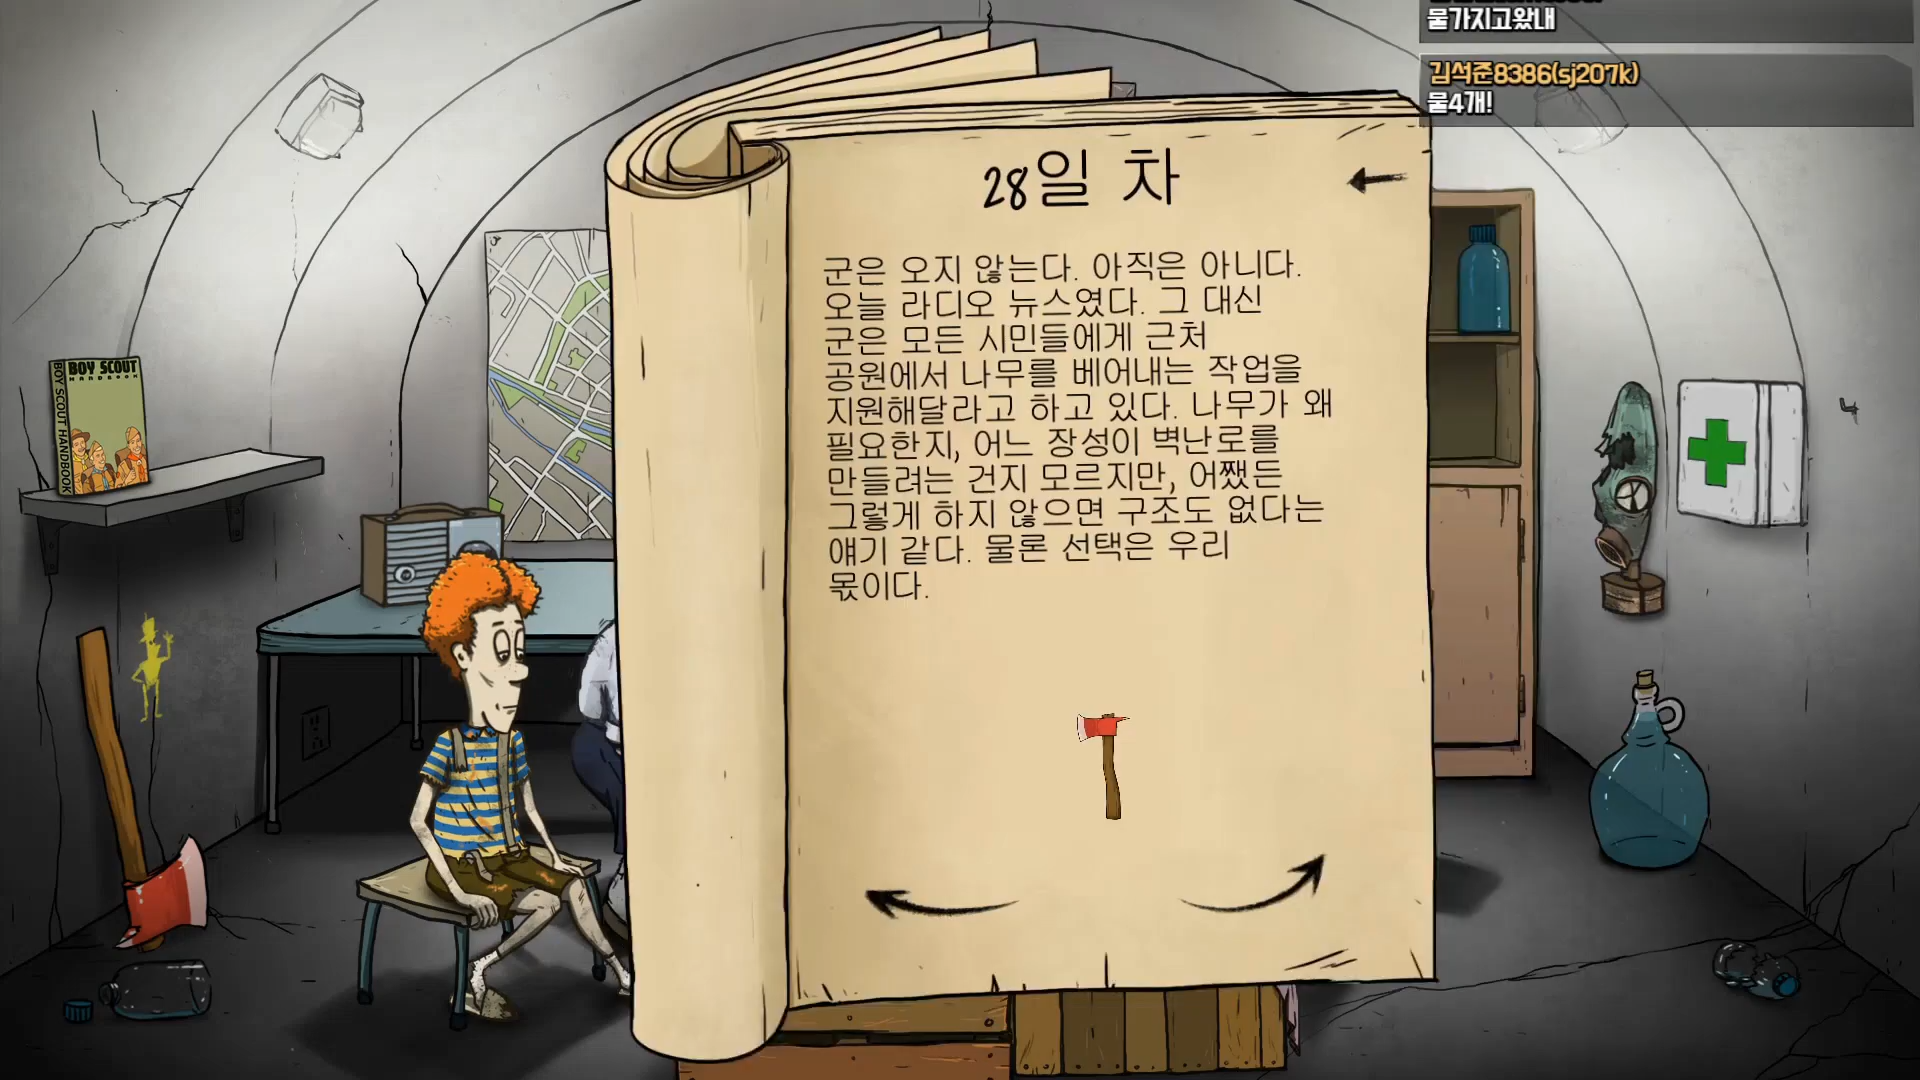 물가지고왔내
김석준8386(sj207k)
물4개!
28일 차
군은 오지 않는다. 아직은 아니다.
오늘 라디오 뉴스였다. 그 대신
군은 모든 시민들에게 근처
공원에서 나무를 베어내는 작업을
지원해달라고 하고 있다. 나무가 왜
필요한지, 어느 장성이 벽난로를
만들려는 건지 모르지만, 어쨌든
그렇게 하지 않으면 구조도 없다는
얘기 같다. 물론 선택은 우리
몫이다.
BOY SCOUT
HANDBOOK
BOY SCOUT HANDBOOK